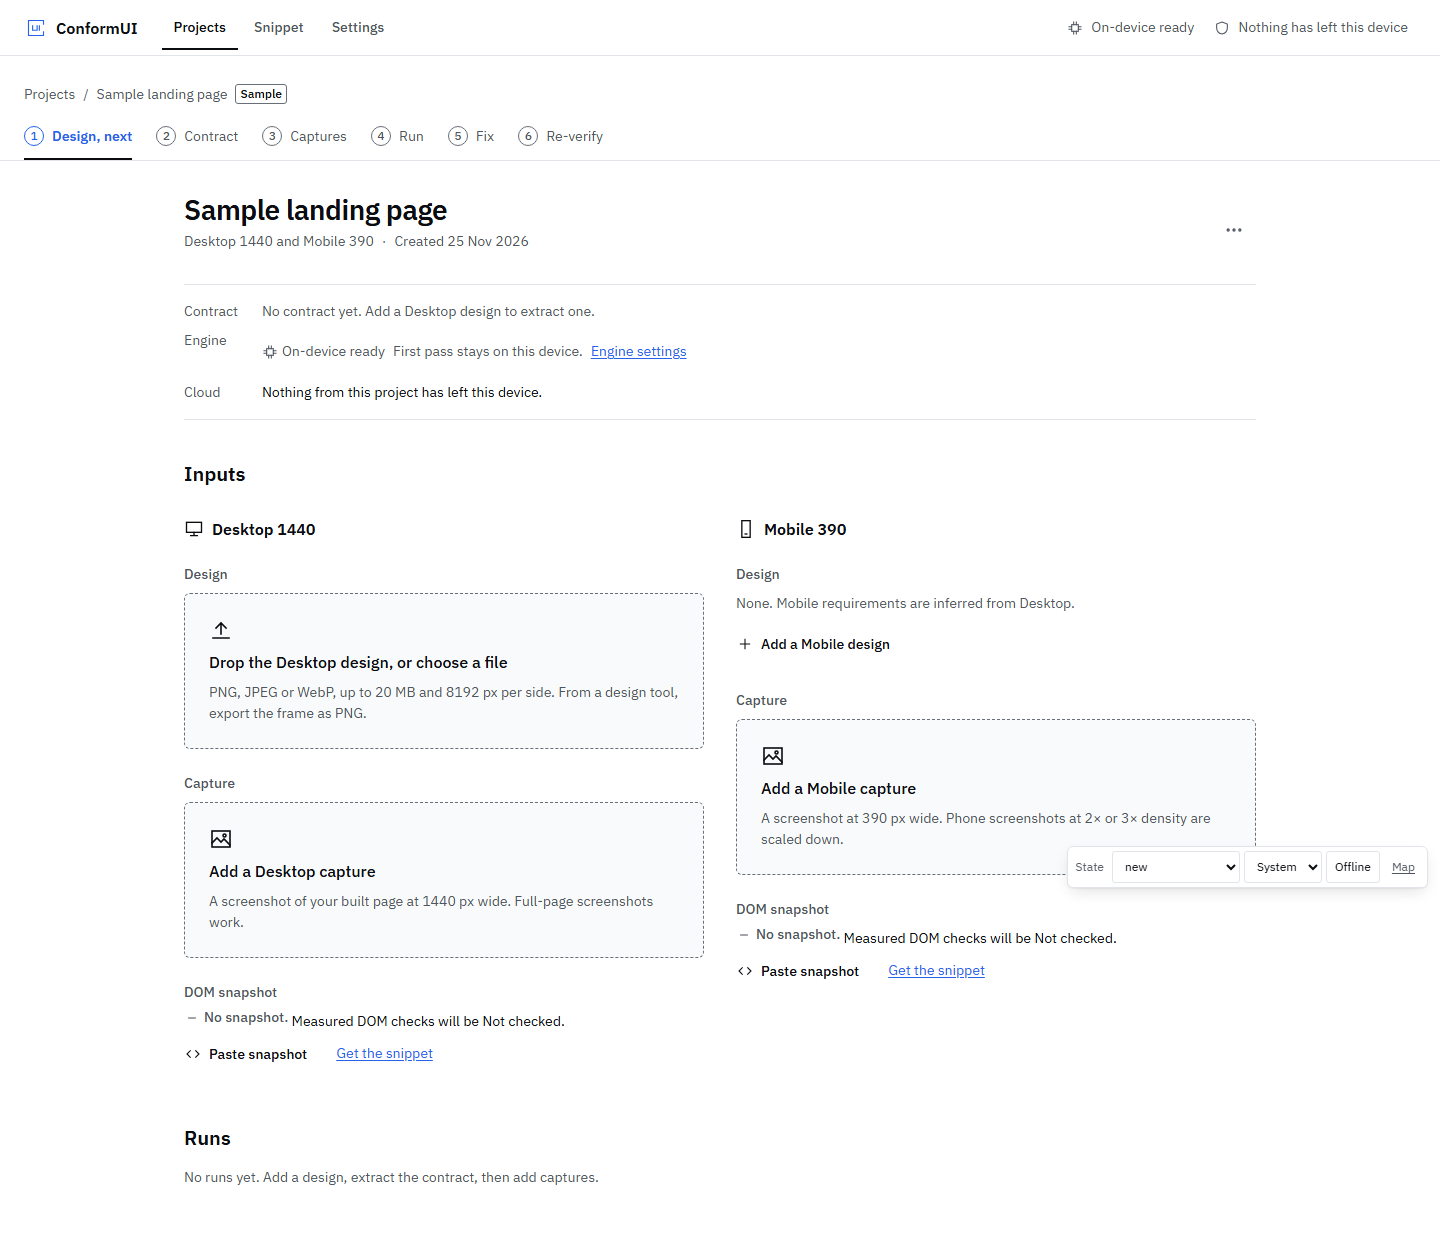 UI ConformUI Projects Snippet Settings On-device ready Nothing has left this device
Projects / Sample landing page Sample
1 Design, next 2 Contract 3 Captures 4 Run 5 Fix 6 Re-verify
Sample landing page
Desktop 1440 and Mobile 390 · Created 25 Nov 2026
Contract No contract yet. Add a Desktop design to extract one.
Engine On-device ready First pass stays on this device. Engine settings
Cloud Nothing from this project has left this device.
Inputs
Desktop 1440
Design
Drop the Desktop design, or choose a file
PNG, JPEG or WebP, up to 20 MB and 8192 px per side. From a design tool,
export the frame as PNG.
Capture
Add a Desktop capture
A screenshot of your built page at 1440 px wide. Full-page screenshots
work.
DOM snapshot
– No snapshot. Measured DOM checks will be Not checked.
Paste snapshot Get the snippet
Mobile 390
Design
None. Mobile requirements are inferred from Desktop.
Add a Mobile design
Capture
Add a Mobile capture
A screenshot at 390 px wide. Phone screenshots at 2× or 3× density are
scaled down.
State new System Offline Map
DOM snapshot
– No snapshot. Measured DOM checks will be Not checked.
Paste snapshot Get the snippet
Runs
No runs yet. Add a design, extract the contract, then add captures.